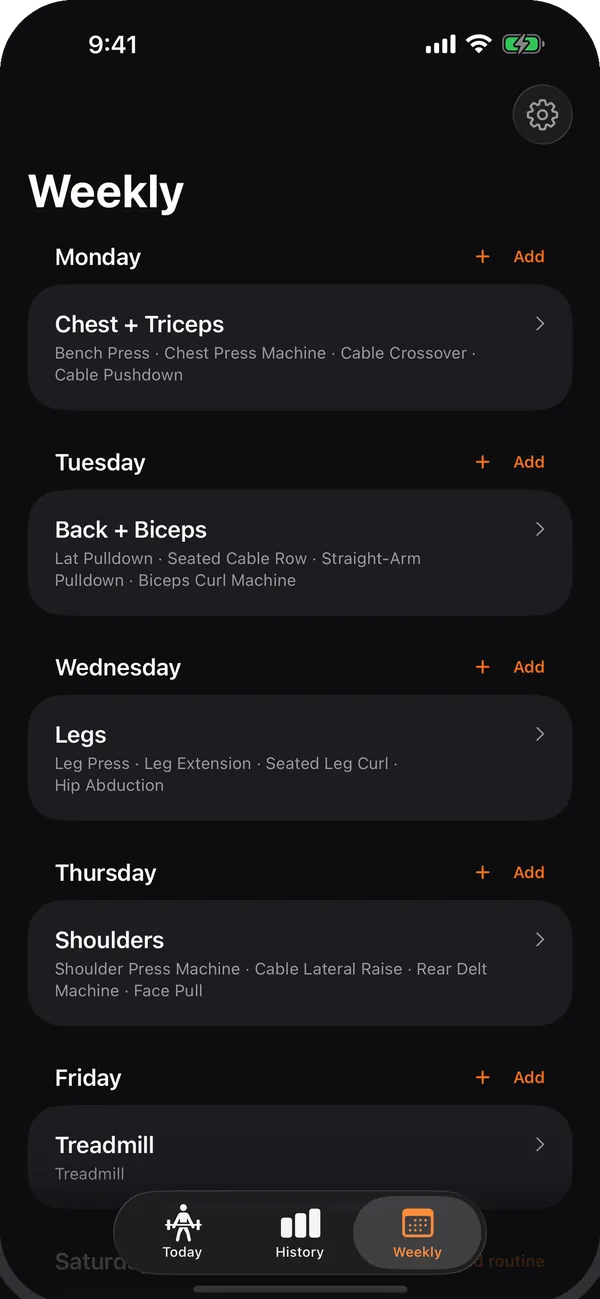 9:41
Weekly
Monday
+ Add
Chest + Triceps
Bench Press · Chest Press Machine · Cable Crossover ·
Cable Pushdown
Tuesday
+ Add
Back + Biceps
Lat Pulldown · Seated Cable Row · Straight-Arm
Pulldown · Biceps Curl Machine
Wednesday
+ Add
Legs
Leg Press · Leg Extension · Seated Leg Curl ·
Hip Abduction
Thursday
+ Add
Shoulders
Shoulder Press Machine · Cable Lateral Raise · Rear Delt
Machine · Face Pull
Friday
+ Add
Treadmill
Treadmill
routine
Today
History
Weekly